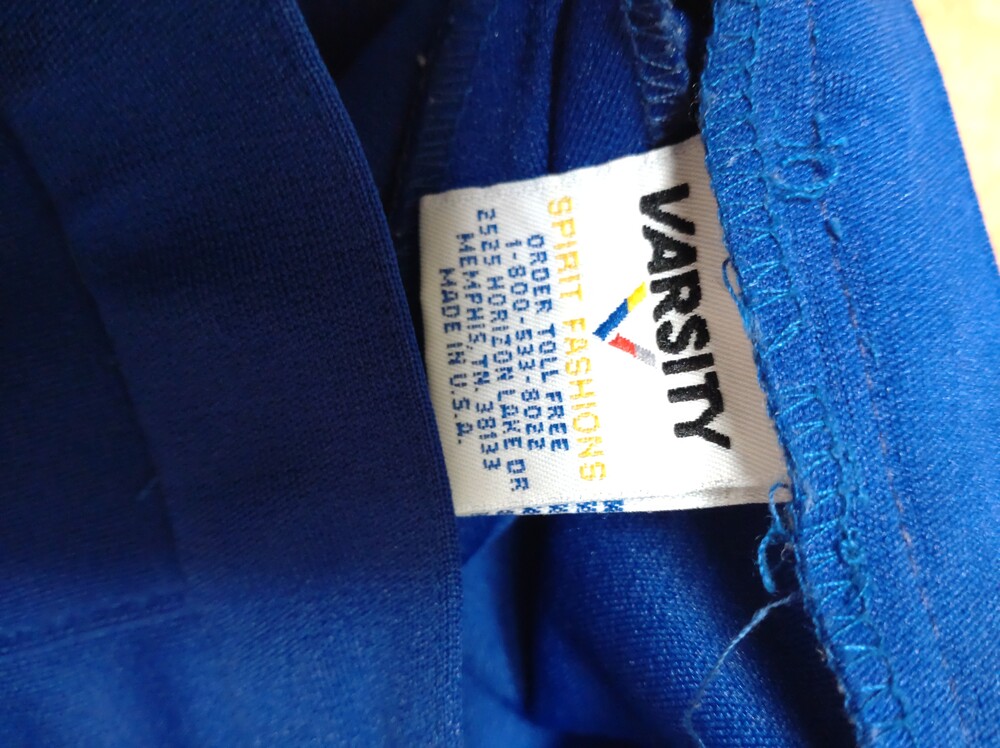 VARSITY
SPIRIT FASHIONS
ORDER TOLL FREE
1-800-533-8022
2525 HORIZON LAKE DR
MEMPHIS, TN. 38133
MADE IN U.S.A.